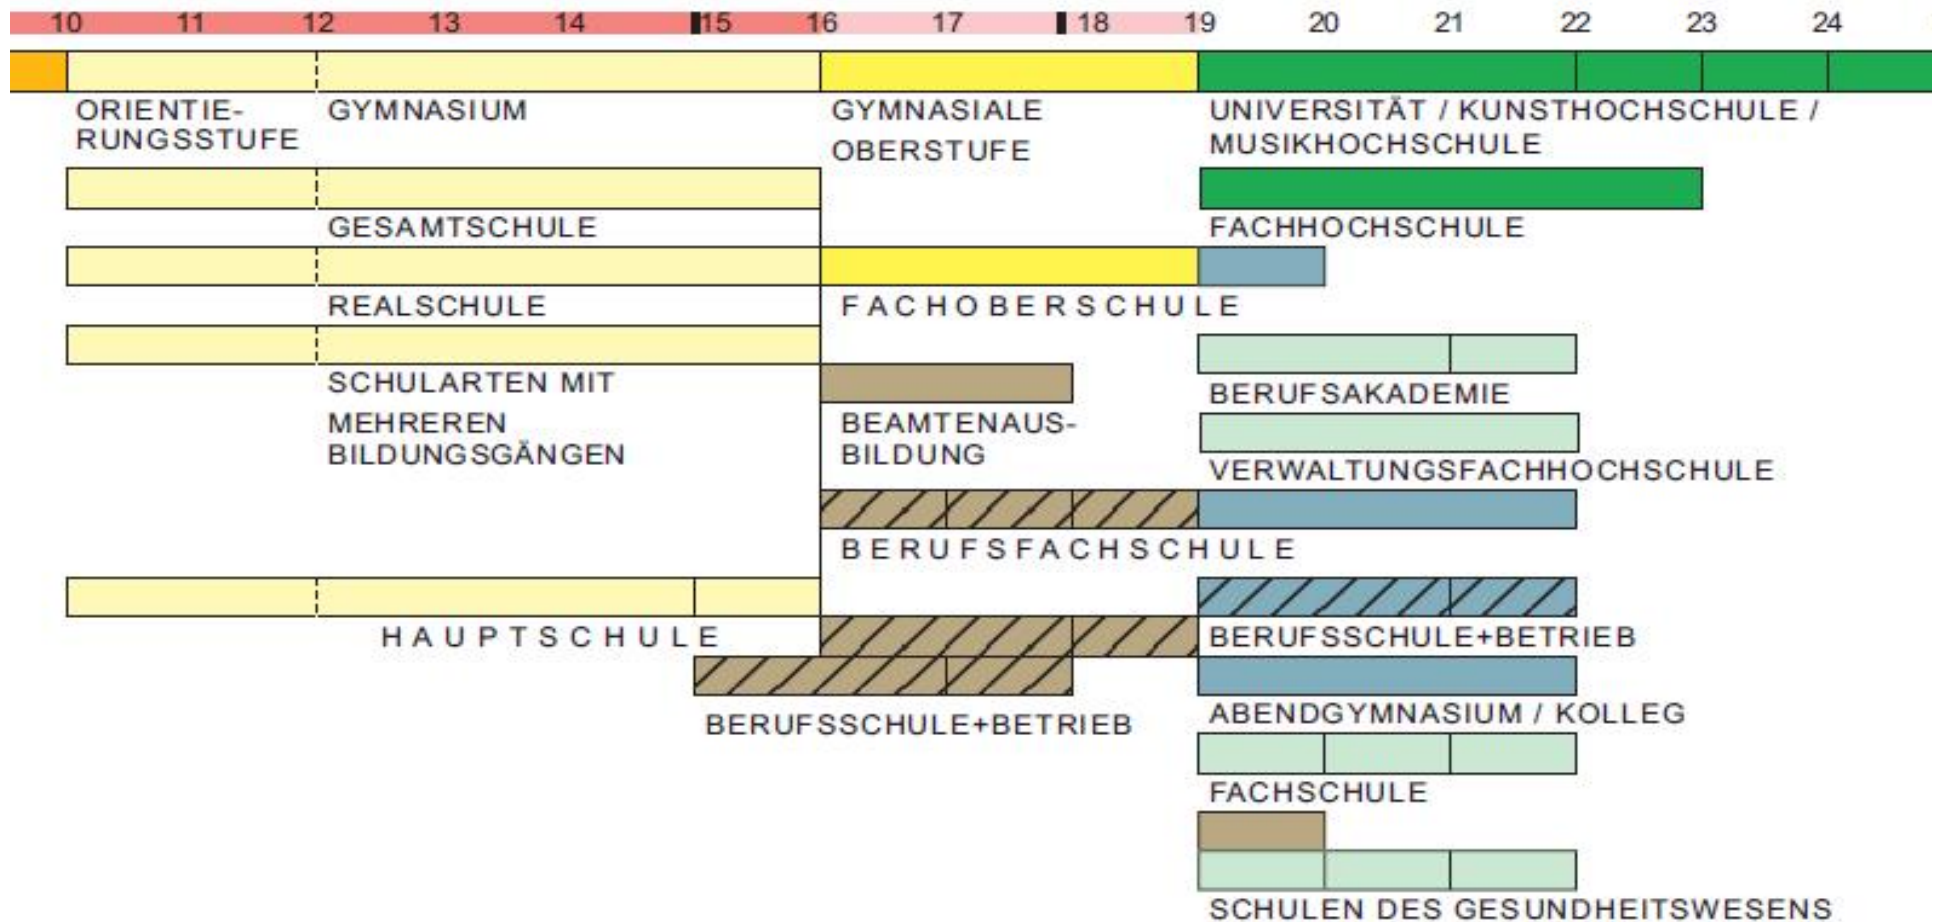 10 11 12 13 14 15 16 17 18 19 20 21 22 23 24
ORIENTIE-
RUNGSSTUFE
GYMNASIUM
GYMNASIALE
OBERSTUFE
UNIVERSITÄT / KUNSTHOCHSCHULE /
MUSIKHOCHSCHULE
GESAMTSCHULE
FACHHOCHSCHULE
REALSCHULE
FACHOBERSCHULE
SCHULARTEN MIT
MEHREREN
BILDUNGSGÄNGEN
BEAMTENAUS-
BILDUNG
BERUFSAKADEMIE
VERWALTUNGSFACHHOCHSCHULE
BERUFSFACHSCHULE
HAUPTSCHULE
BERUFSSCHULE+BETRIEB
BERUFSSCHULE+BETRIEB
ABENDGYMNASIUM / KOLLEG
FACHSCHULE
SCHULEN DES GESUNDHEITSWESENS